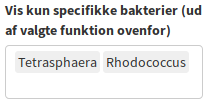 Vis kun specifikke bakterier (ud
af valgte funktion ovenfor)
Tetrasphaera Rhodococcus